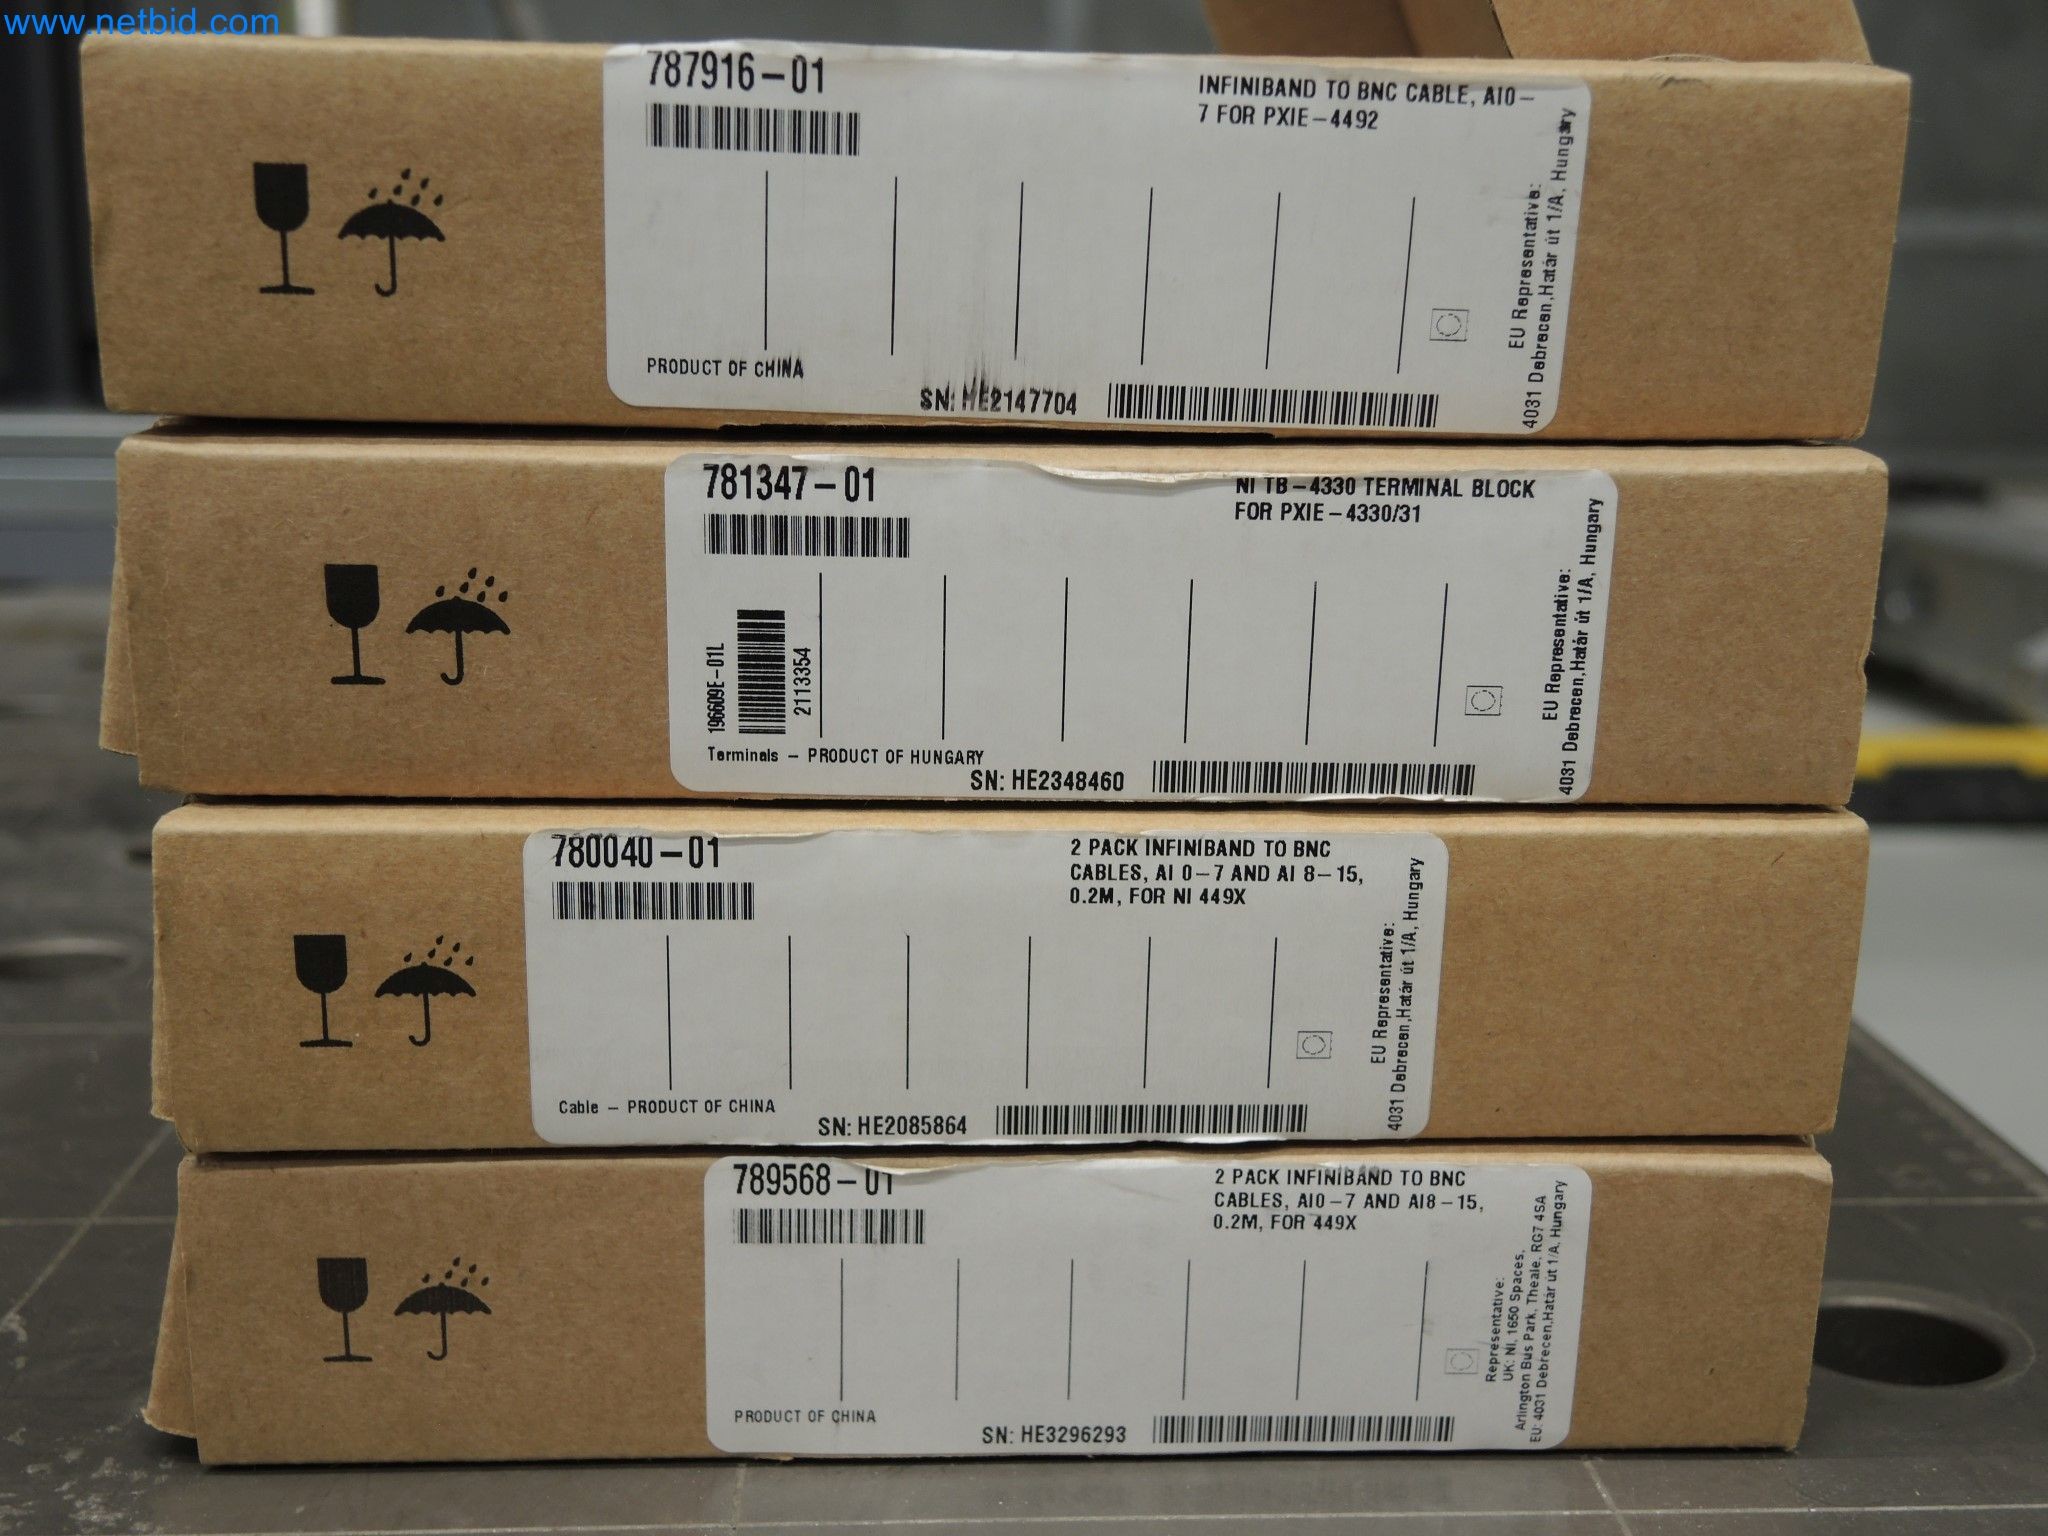 www.netbid.com
787916-01
INFINIBAND TO BNC CABLE, AI0-
7 FOR PXIE-4492
EU Representative:
4031 Debrecen,Határ út 1/A, Hungary
PRODUCT OF CHINA
SN: HE2147704
781347-01
NI TB-4330 TERMINAL BLOCK
FOR PXIE-4330/31
196609E-01L
2113354
EU Representative:
4031 Debrecen,Határ út 1/A, Hungary
Terminals - PRODUCT OF HUNGARY
SN: HE2348460
780040-01
2 PACK INFINIBAND TO BNC
CABLES, AI 0-7 AND AI 8-15,
0.2M, FOR NI 449X
EU Representative:
4031 Debrecen,Határ út 1/A, Hungary
Cable - PRODUCT OF CHINA
SN: HE2085864
789568-01
2 PACK INFINIBAND TO BNC
CABLES, AI0-7 AND AI8-15,
0.2M, FOR 449X
Representative:
UK: NI, 1650 Spaces,
Arlington Bus Park, Theale, RG7 4SA
EU: 4031 Debrecen,Határ út 1/A, Hungary
PRODUCT OF CHINA
SN: HE3296293